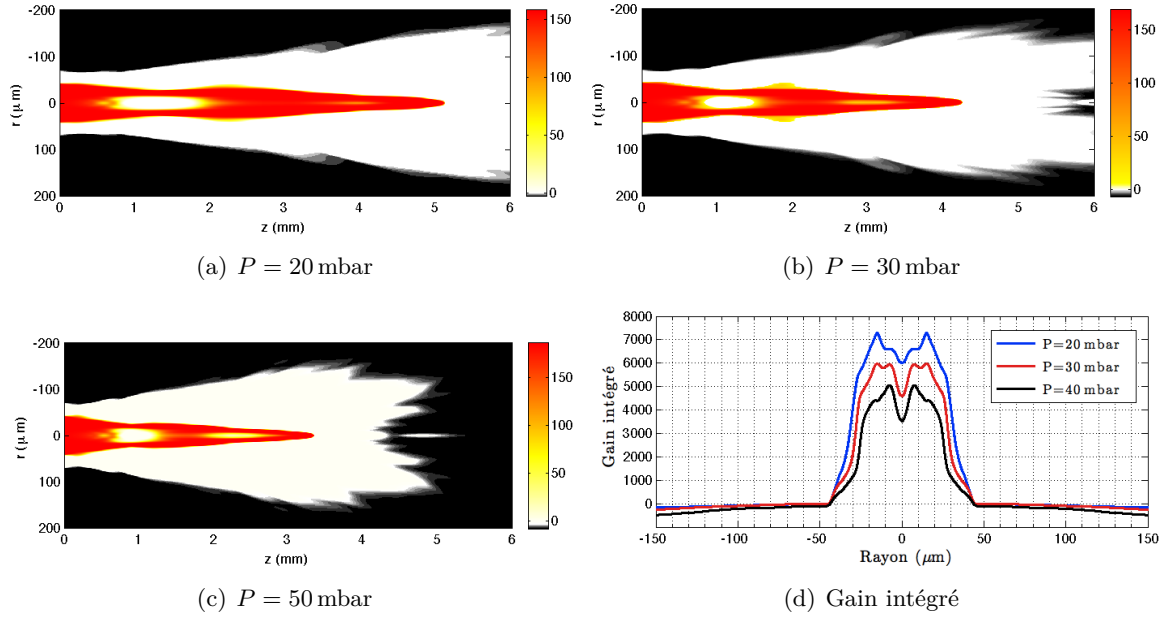 -200
-100
0
100
200
r (μ m)
0 1 2 3 4 5 6
z (mm)
150
100
50
0
(a) P = 20 mbar
-200
-100
0
100
200
r (μ m)
0 1 2 3 4 5 6
z (mm)
150
100
50
0
(b) P = 30 mbar
-200
-100
0
100
200
r (μ m)
0 1 2 3 4 5 6
z (mm)
150
100
50
0
(c) P = 50 mbar
8000
7000
6000
5000
4000
3000
2000
1000
0
Gain intégré
P=20 mbar
P=30 mbar
P=40 mbar
-150 -100 -50 0 50 100 150
Rayon (μm)
(d) Gain intégré